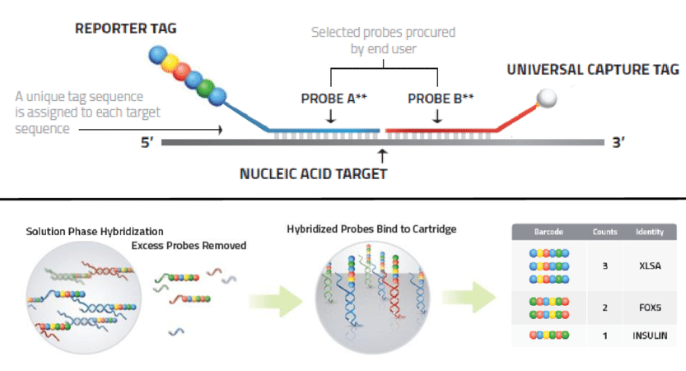 REPORTER TAG
Selected probes procured
by end user
UNIVERSAL CAPTURE TAG
A unique tag sequence
is assigned to each target
sequence
PROBE A**
PROBE B**
5'
3'
NUCLEIC ACID TARGET
Solution Phase Hybridization
Excess Probes Removed
Hybridized Probes Bind to Cartridge
Barcode Counts Identity
3 XLSA
2 FOX5
1 INSULIN